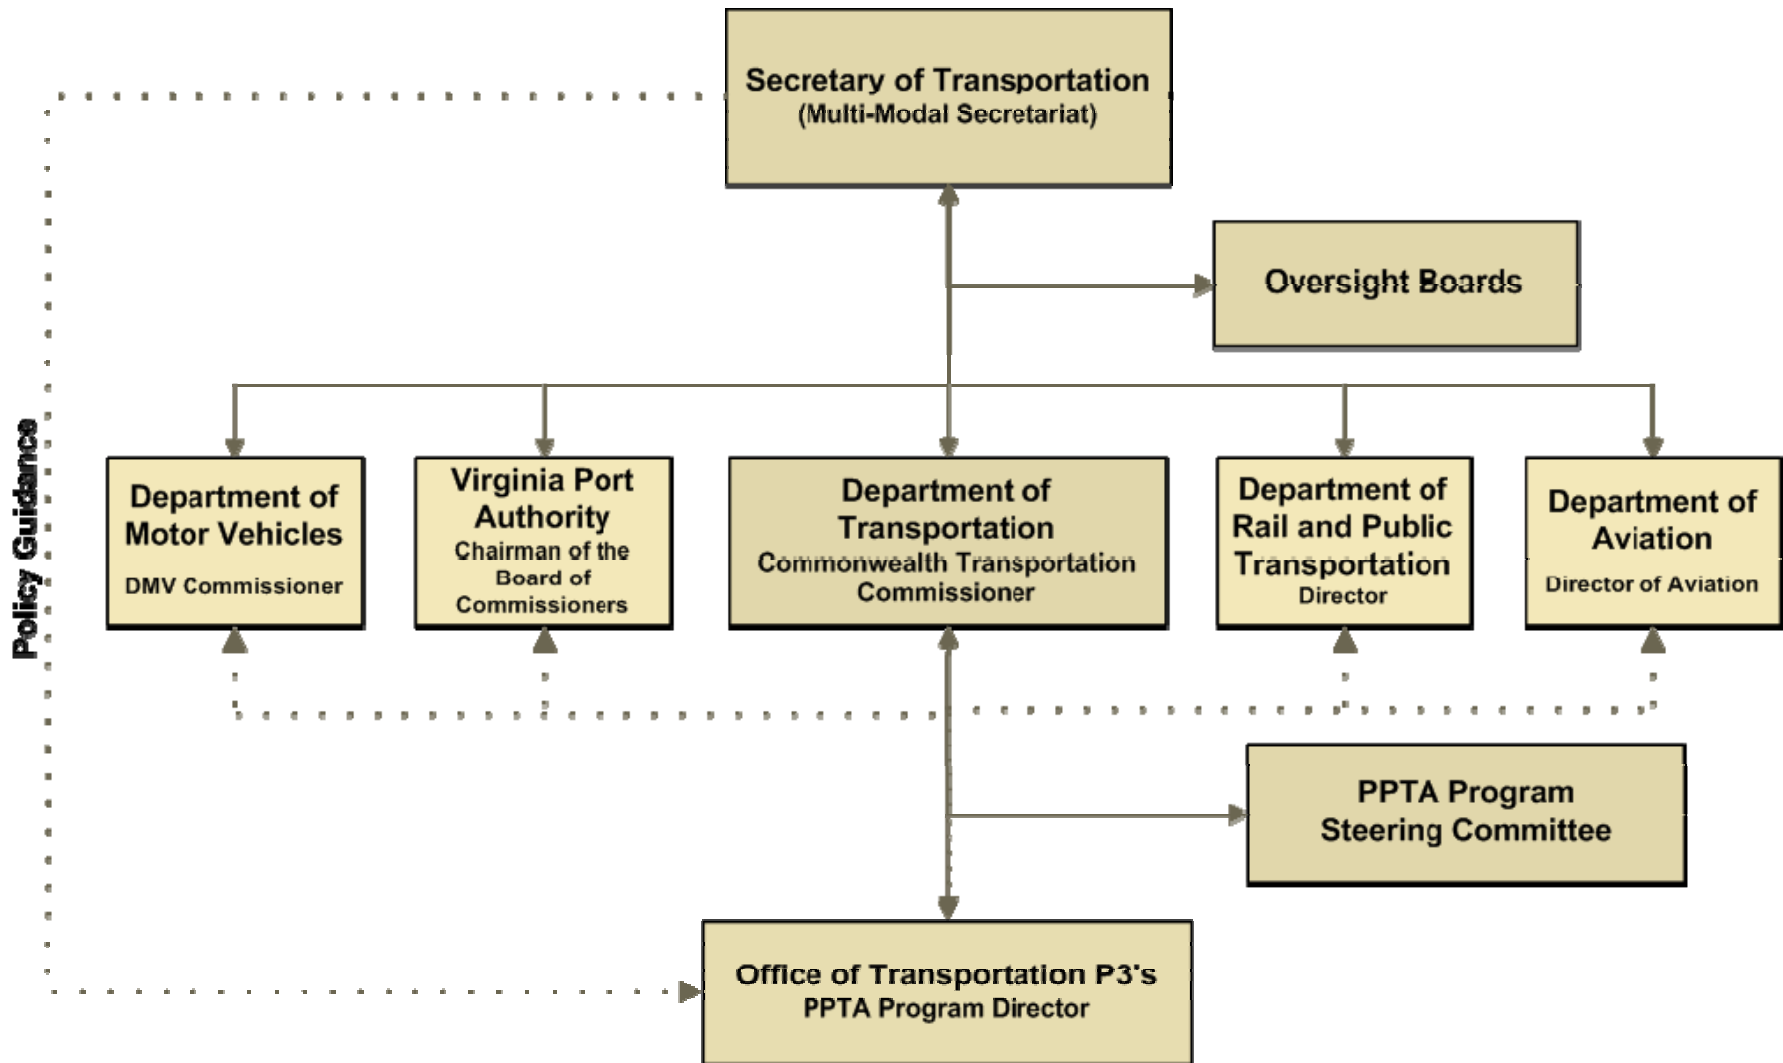 Secretary of Transportation
(Multi-Modal Secretariat)
Oversight Boards
Policy Guidance
Department of
Motor Vehicles
DMV Commissioner
Virginia Port
Authority
Chairman of the
Board of
Commissioners
Department of
Transportation
Commonwealth Transportation
Commissioner
Department of
Rail and Public
Transportation
Director
Department of
Aviation
Director of Aviation
PPTA Program
Steering Committee
Office of Transportation P3's
PPTA Program Director